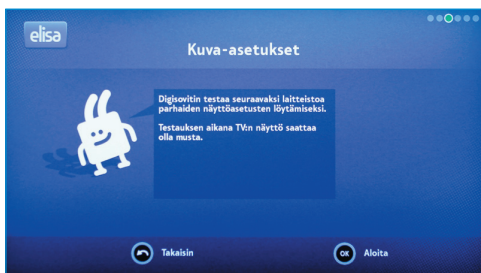 elisa
Kuva-asetukset
Digisovitin testaa seuraavaksi laitteistoa
parhaiden näyttöasetusten löytämiseksi.
Testauksen aikana TV:n näyttö saattaa
olla musta.
Takaisin
OK Aloita